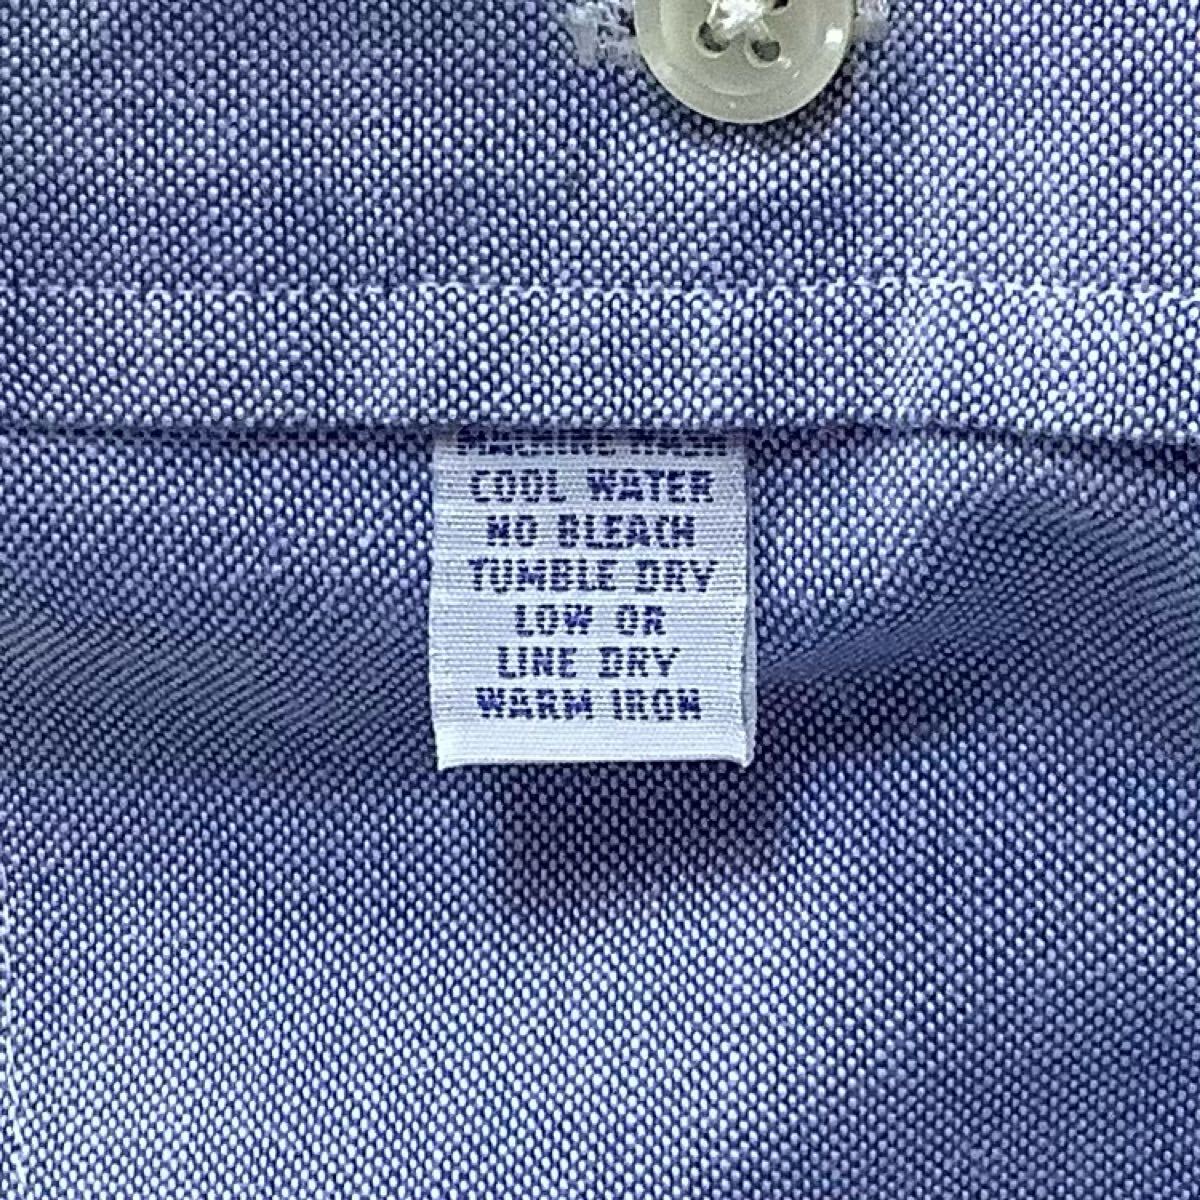 MACHINE WASH
COOL WATER
NO BLEACH
TUMBLE DRY
LOW OR
LINE DRY
WARM IRON